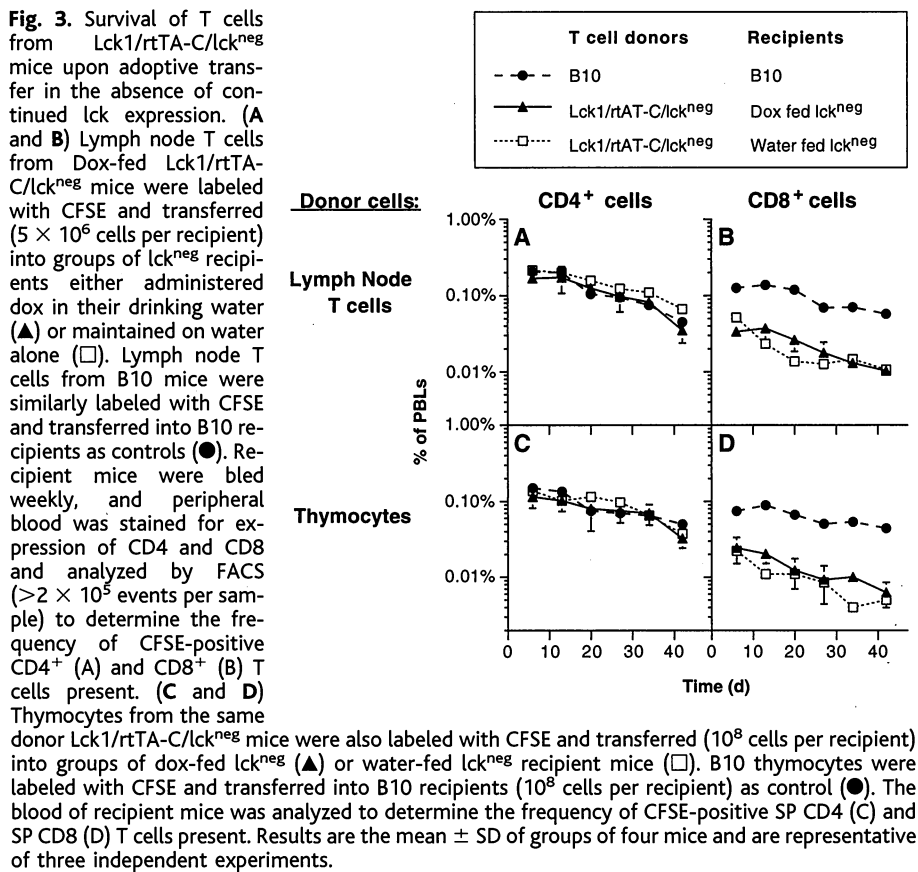 Fig. 3. Survival of T cells
from Lck1/rtTA-C/lckneg
mice upon adoptive trans-
fer in the absence of con-
tinued lck expression. (A
and B) Lymph node T cells
from Dox-fed Lck1/rtTA-
C/lckneg mice were labeled
with CFSE and transferred
(5 × 10⁶ cells per recipient)
into groups of lckneg recipi-
ents either administered
dox in their drinking water
(▲) or maintained on water
alone (□). Lymph node T
cells from B10 mice were
similarly labeled with CFSE
and transferred into B10 re-
cipients as controls (●). Re-
cipient mice were bled
weekly, and peripheral
blood was stained for ex-
pression of CD4 and CD8
and analyzed by FACS
(>2 × 10⁵ events per sam-
ple) to determine the fre-
quency of CFSE-positive
CD4⁺ (A) and CD8⁺ (B) T
cells present. (C and D)
Thymocytes from the same
donor Lck1/rtTA-C/lckneg mice were also labeled with CFSE and transferred (10⁸ cells per recipient)
into groups of dox-fed lckneg (▲) or water-fed lckneg recipient mice (□). B10 thymocytes were
labeled with CFSE and transferred into B10 recipients (10⁸ cells per recipient) as control (●). The
blood of recipient mice was analyzed to determine the frequency of CFSE-positive SP CD4 (C) and
SP CD8 (D) T cells present. Results are the mean ± SD of groups of four mice and are representative
of three independent experiments.
T cell donors Recipients
B10 B10
Lck1/rtAT-C/lckneg Dox fed lckneg
Lck1/rtAT-C/lckneg Water fed lckneg
Donor cells: CD4⁺ cells CD8⁺ cells
Lymph Node
T cells
Thymocytes
% of PBLs
1.00%
0.10%
0.01%
1.00%
0.10%
0.01%
A
B
C
D
0 10 20 30 40 0 10 20 30 40
Time (d)